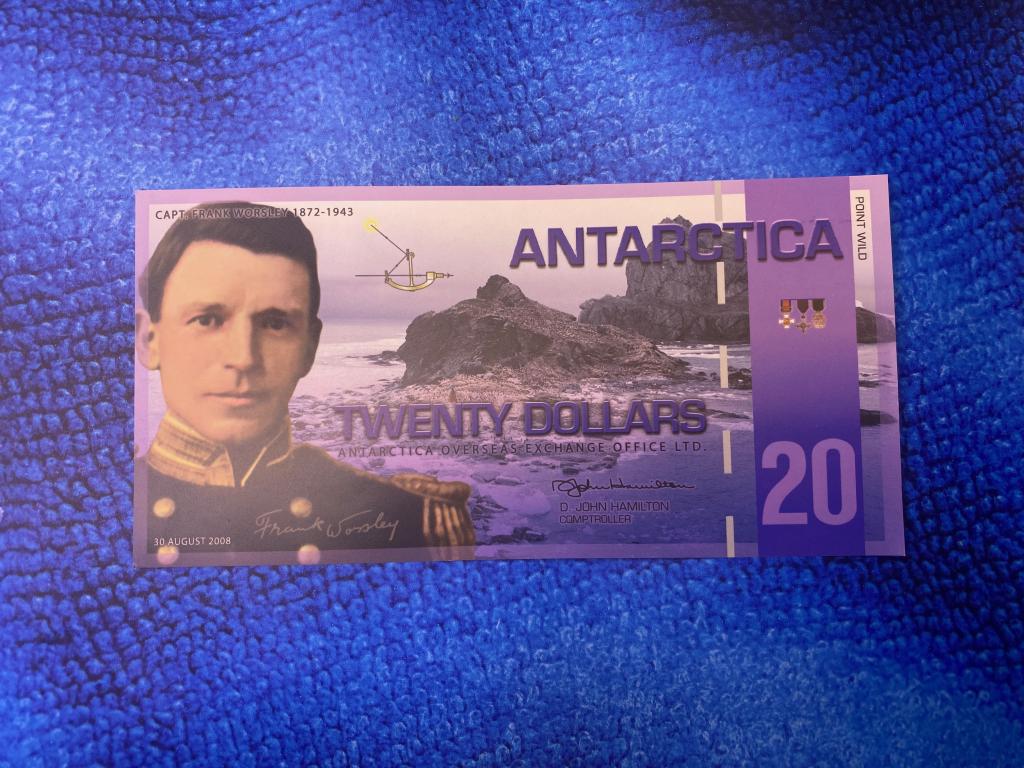 CAPT. FRANK WORSLEY 1872-1943
ANTARCTICA
POINT WILD
TWENTY DOLLARS
ANTARCTICA OVERSEAS EXCHANGE OFFICE LTD.
D. John Hamilton
D. JOHN HAMILTON
COMPTROLLER
20
Frank Worsley
30 AUGUST 2008